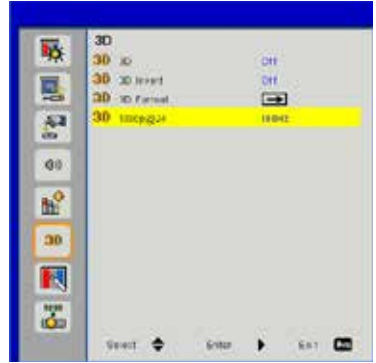 3D
3D 3D Off
3D 3D Invert Off
3D 3D Format
3D 1080p@24
3D
Select Enter Exit